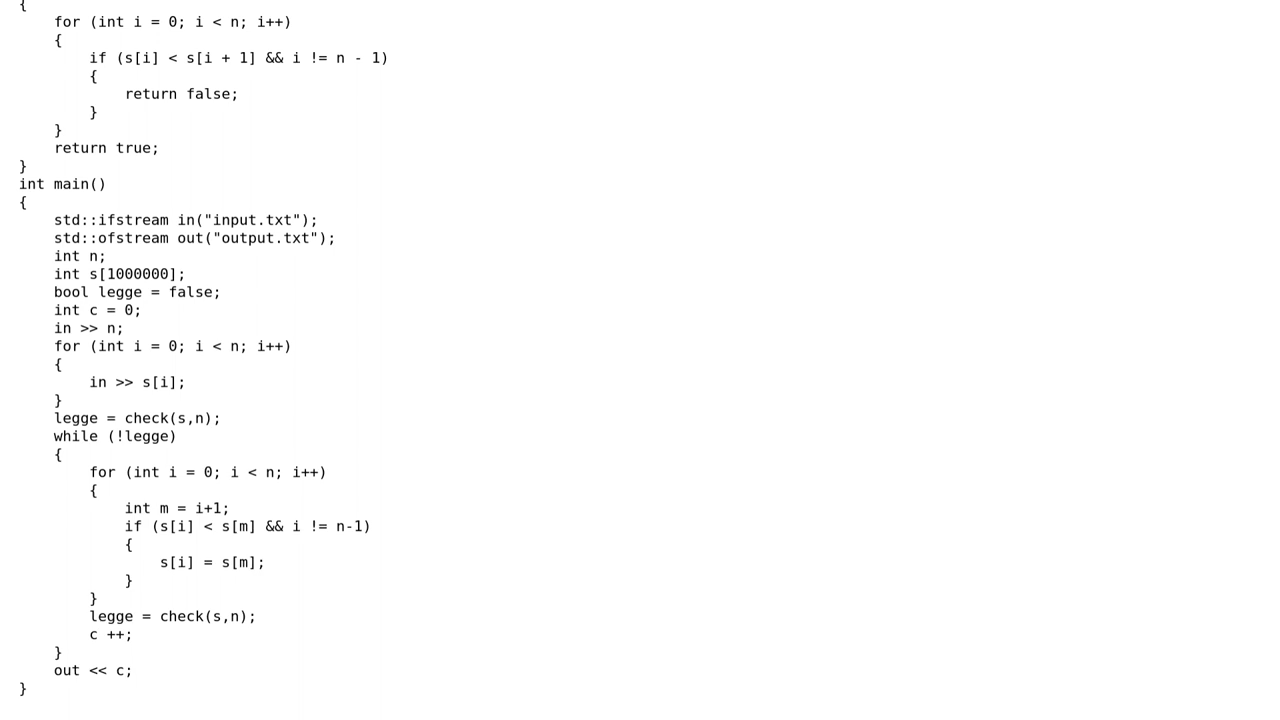 {
    for (int i = 0; i < n; i++)
    {
        if (s[i] < s[i + 1] && i != n - 1)
        {
            return false;
        }
    }
    return true;
}
int main()
{
    std::ifstream in("input.txt");
    std::ofstream out("output.txt");
    int n;
    int s[1000000];
    bool legge = false;
    int c = 0;
    in >> n;
    for (int i = 0; i < n; i++)
    {
        in >> s[i];
    }
    legge = check(s,n);
    while (!legge)
    {
        for (int i = 0; i < n; i++)
        {
            int m = i+1;
            if (s[i] < s[m] && i != n-1)
            {
                s[i] = s[m];
            }
        }
        legge = check(s,n);
        c ++;
    }
    out << c;
}